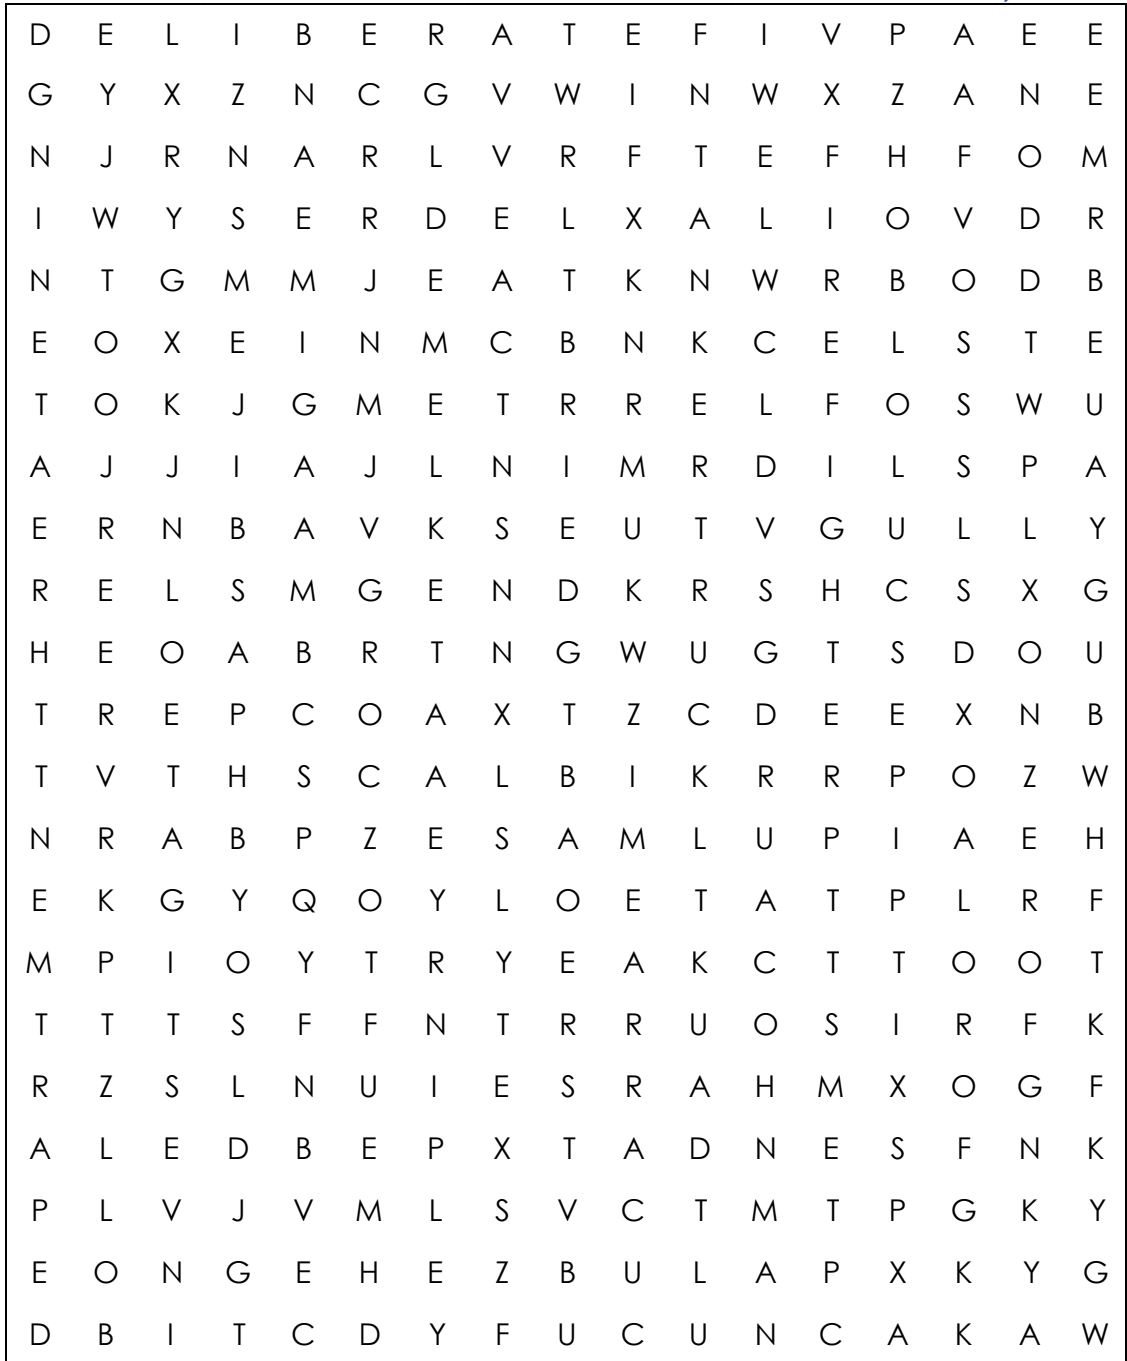 D E L I B E R A T E F I V P A E E
G Y X Z N C G V W I N W X Z A N E
N J R N A R L V R F T E F H F O M
I W Y S E R D E L X A L I O V D R
N T G M M J E A T K N W R B O D B
E O X E I N M C B N K C E L S T E
T O K J G M E T R R E L F O S W U
A J J I A J L N I M R D I L S P A
E R N B A V K S E U T V G U L L Y
R E L S M G E N D K R S H C S X G
H E O A B R T N G W U G T S D O U
T R E P C O A X T Z C D E E X N B
T V T H S C A L B I K R R P O Z W
N R A B P Z E S A M L U P I A E H
E K G Y Q O Y L O E T A T P L R F
M P I O Y T R Y E A K C T T O O T
T T T S F F N T R R U O S I R F K
R Z S L N U I E S R A H M X O G F
A L E D B E P X T A D N E S F N K
P L V J V M L S V C T M T P G K Y
E O N G E H E Z B U L A P X K Y G
D B I T C D Y F U C U N C A K A W